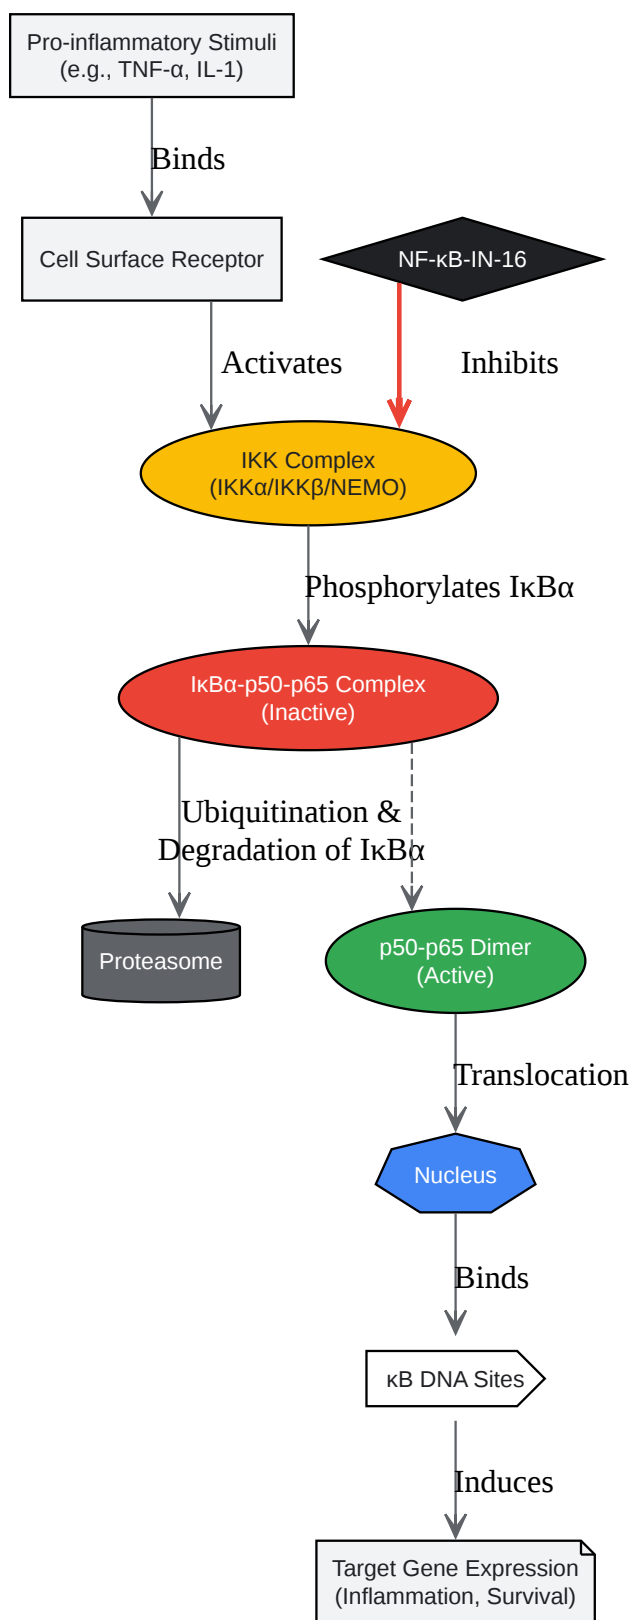 Pro-inflammatory Stimuli
(e.g., TNF-α, IL-1)
Binds
Cell Surface Receptor
NF-κB-IN-16
Activates
Inhibits
IKK Complex
(IKKα/IKKβ/NEMO)
Phosphorylates IκBα
IκBα-p50-p65 Complex
(Inactive)
Ubiquitination &
Degradation of IκBα
Proteasome
p50-p65 Dimer
(Active)
Translocation
Nucleus
Binds
κB DNA Sites
Induces
Target Gene Expression
(Inflammation, Survival)